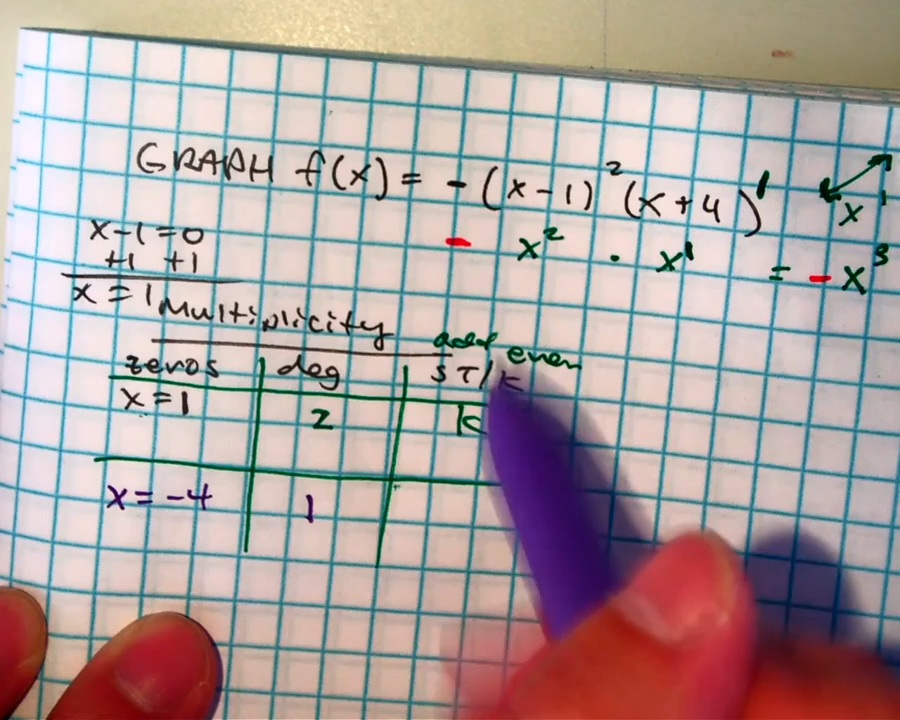 GRAPH f(x) = -(x-1)²(x+4)¹
x¹
x-1=0
- x² · x¹ = -x³
+1 +1
x=1
Multiplicity
odd even
zeros deg ST/K
x=1 2 K
x=-4 1